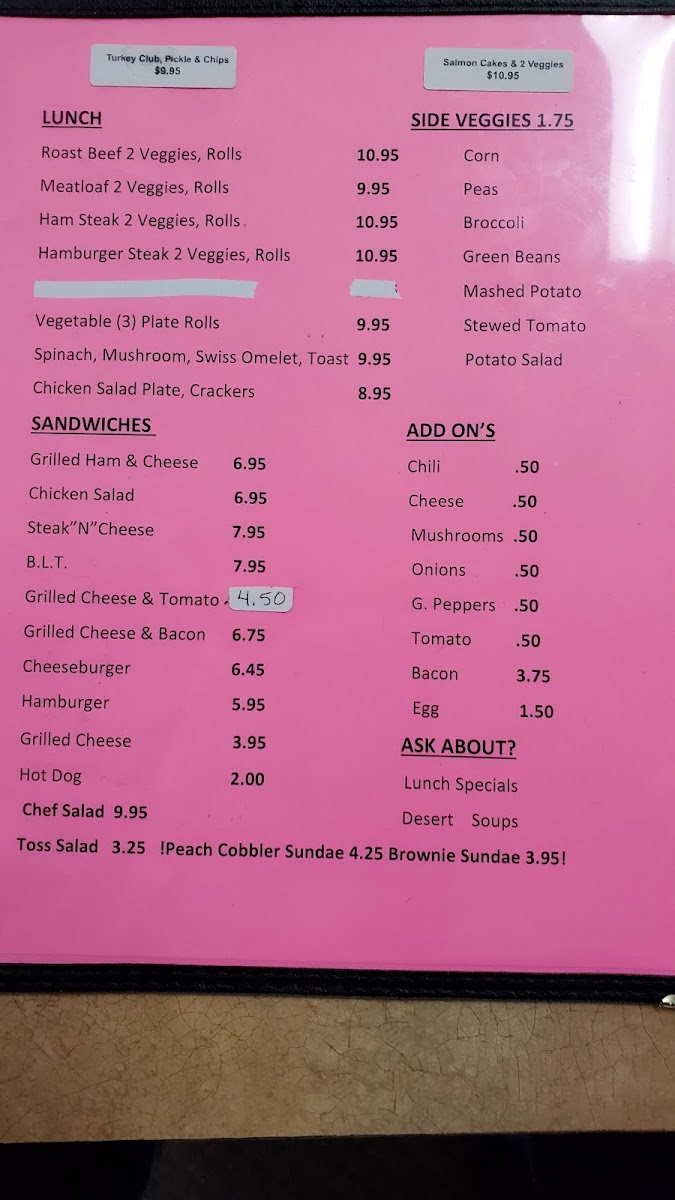 Turkey Club, Pickle & Chips
$9.95
Salmon Cakes & 2 Veggies
$10.95
LUNCH
Roast Beef 2 Veggies, Rolls 10.95
Meatloaf 2 Veggies, Rolls 9.95
Ham Steak 2 Veggies, Rolls. 10.95
Hamburger Steak 2 Veggies, Rolls 10.95
Vegetable (3) Plate Rolls 9.95
Spinach, Mushroom, Swiss Omelet, Toast 9.95
Chicken Salad Plate, Crackers 8.95
SIDE VEGGIES 1.75
Corn
Peas
Broccoli
Green Beans
Mashed Potato
Stewed Tomato
Potato Salad
SANDWICHES
Grilled Ham & Cheese 6.95
Chicken Salad 6.95
Steak"N"Cheese 7.95
B.L.T. 7.95
Grilled Cheese & Tomato 4.50
Grilled Cheese & Bacon 6.75
Cheeseburger 6.45
Hamburger 5.95
Grilled Cheese 3.95
Hot Dog 2.00
Chef Salad 9.95
ADD ON'S
Chili .50
Cheese .50
Mushrooms .50
Onions .50
G. Peppers .50
Tomato .50
Bacon 3.75
Egg 1.50
ASK ABOUT?
Lunch Specials
Desert Soups
Toss Salad 3.25 !Peach Cobbler Sundae 4.25 Brownie Sundae 3.95!